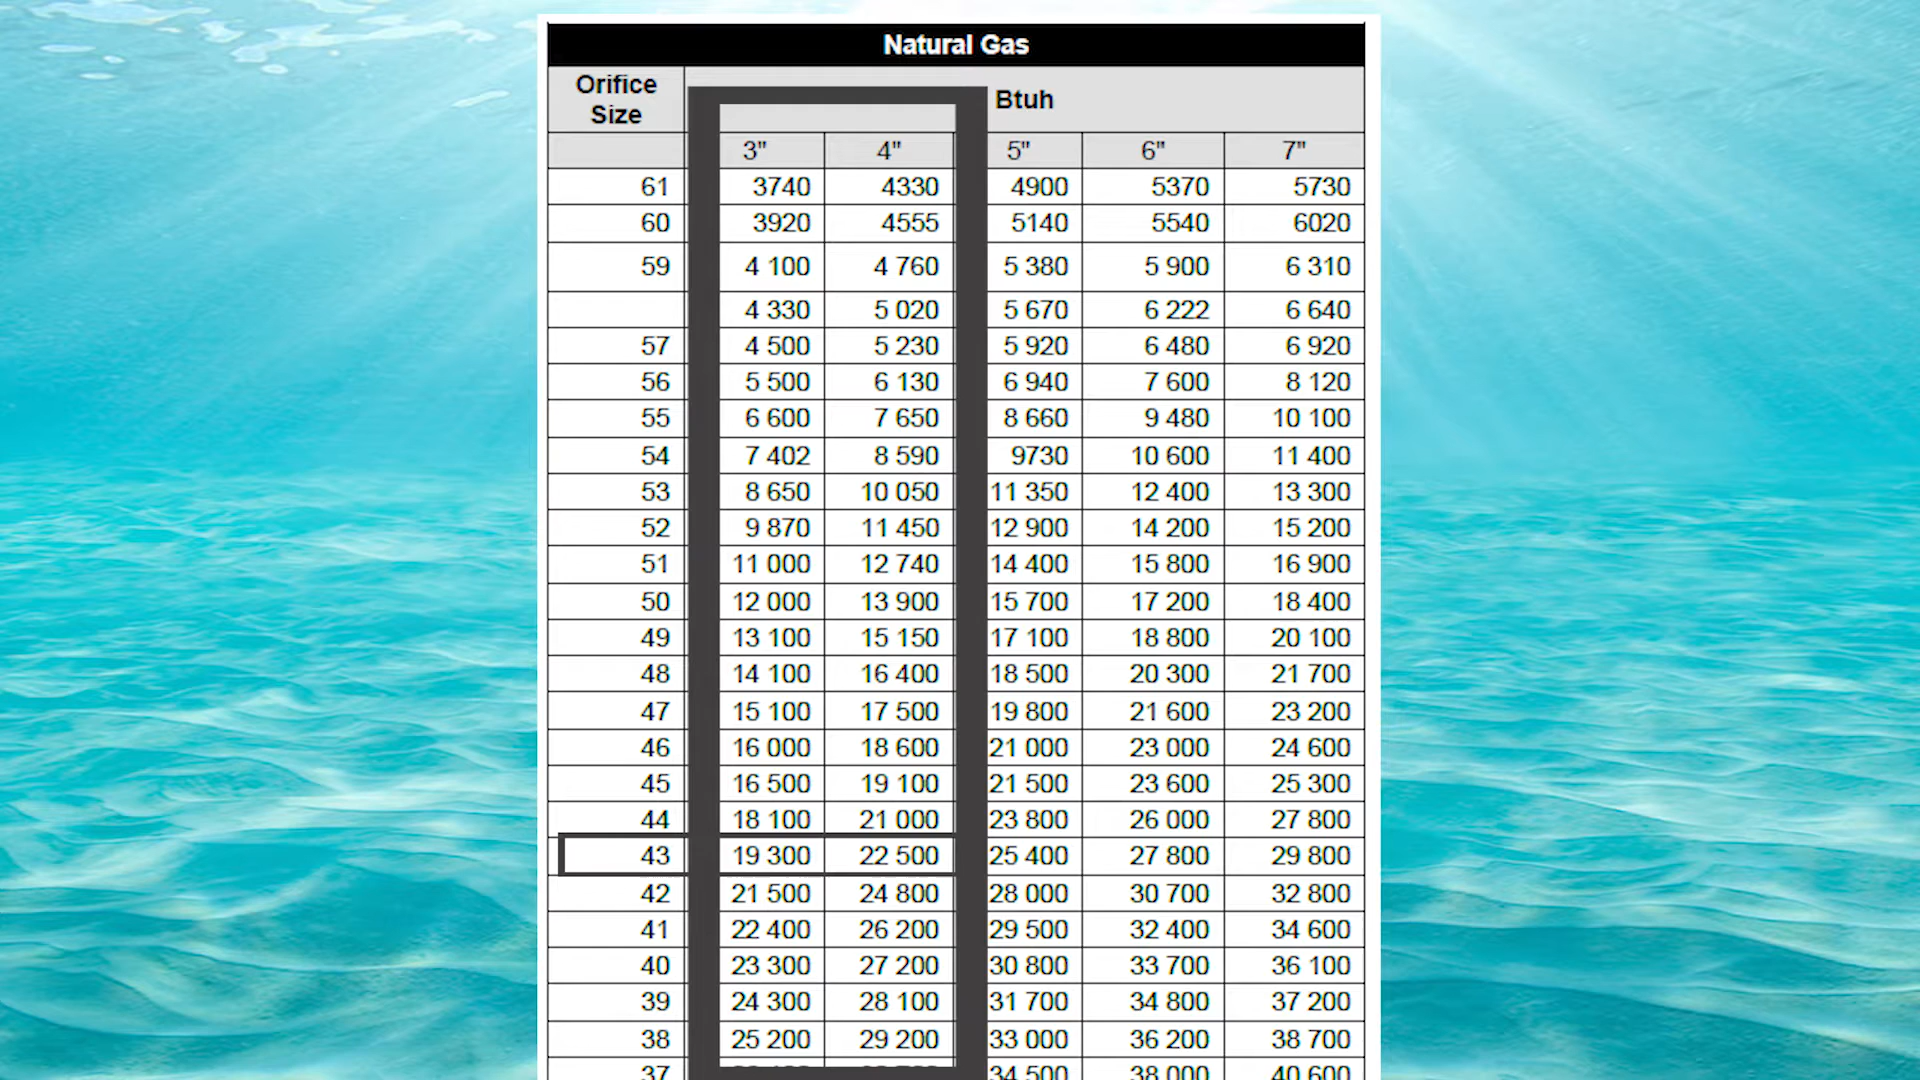 Natural Gas
Orifice Size Btuh
3" 4" 5" 6" 7"
61 3740 4330 4900 5370 5730
60 3920 4555 5140 5540 6020
59 4 100 4 760 5 380 5 900 6 310
4 330 5 020 5 670 6 222 6 640
57 4 500 5 230 5 920 6 480 6 920
56 5 500 6 130 6 940 7 600 8 120
55 6 600 7 650 8 660 9 480 10 100
54 7 402 8 590 9730 10 600 11 400
53 8 650 10 050 11 350 12 400 13 300
52 9 870 11 450 12 900 14 200 15 200
51 11 000 12 740 14 400 15 800 16 900
50 12 000 13 900 15 700 17 200 18 400
49 13 100 15 150 17 100 18 800 20 100
48 14 100 16 400 18 500 20 300 21 700
47 15 100 17 500 19 800 21 600 23 200
46 16 000 18 600 21 000 23 000 24 600
45 16 500 19 100 21 500 23 600 25 300
44 18 100 21 000 23 800 26 000 27 800
43 19 300 22 500 25 400 27 800 29 800
42 21 500 24 800 28 000 30 700 32 800
41 22 400 26 200 29 500 32 400 34 600
40 23 300 27 200 30 800 33 700 36 100
39 24 300 28 100 31 700 34 800 37 200
38 25 200 29 200 33 000 36 200 38 700
37 34 500 38 000 40 600